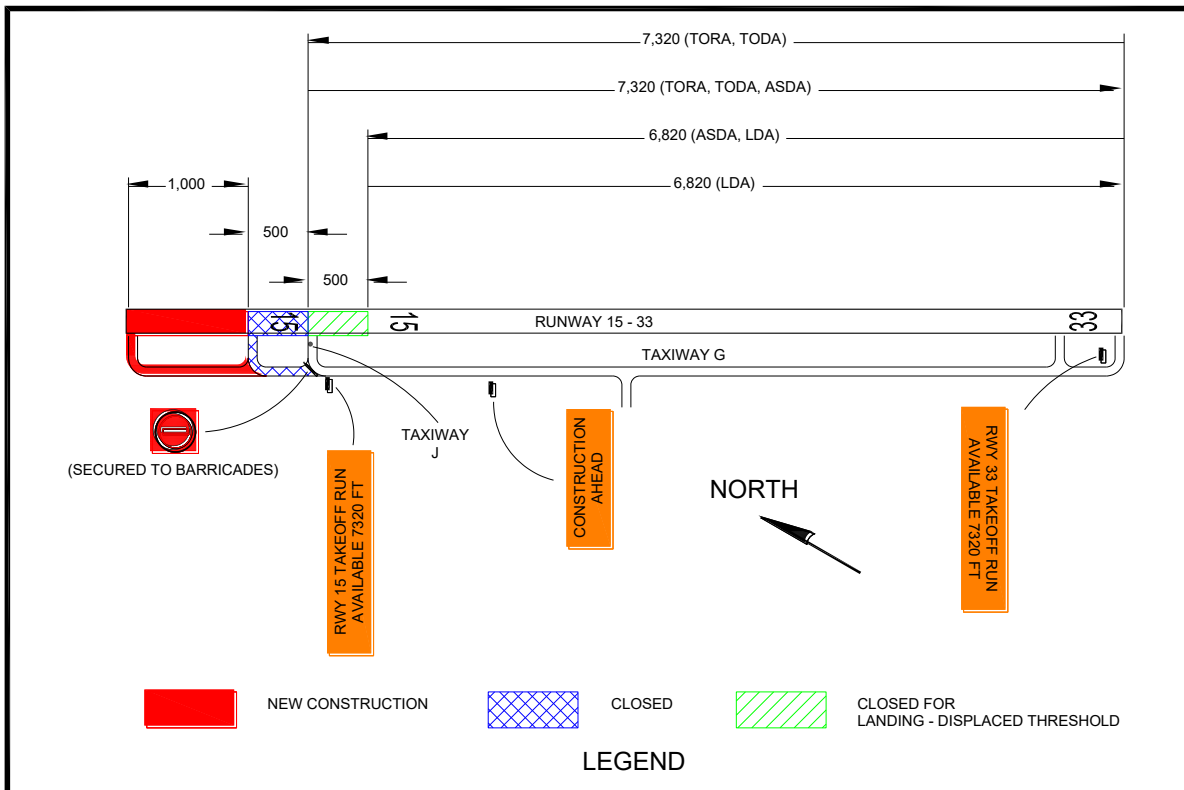 7,320 (TORA, TODA)
7,320 (TORA, TODA, ASDA)
6,820 (ASDA, LDA)
1,000
6,820 (LDA)
500
500
15
15
RUNWAY 15 - 33
33
TAXIWAY G
(SECURED TO BARRICADES)
TAXIWAY
J
RWY 15 TAKEOFF RUN
AVAILABLE 7320 FT
CONSTRUCTION
AHEAD
NORTH
RWY 33 TAKEOFF RUN
AVAILABLE 7320 FT
NEW CONSTRUCTION
CLOSED
CLOSED FOR
LANDING - DISPLACED THRESHOLD
LEGEND